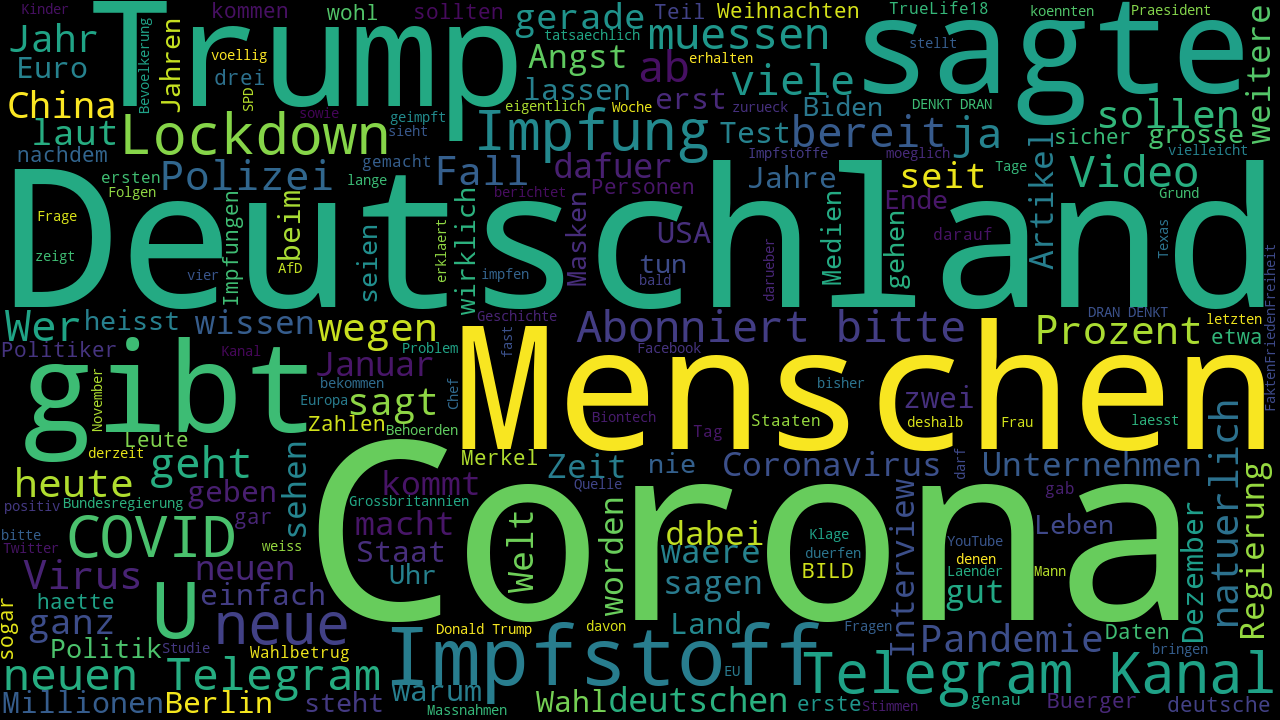 Kinder
kommen
wohl
sollten
gerade
Teil
Weihnachten
TrueLife18
koennten
Praesident
Jahr
Trump
tatsaechlich
muessen
sagte
weitere
Euro
Bevoelkerung
Jahren
voellig
drei
SPD
Angst
ab
erhalten
stellt
viele
China
lassen
erst
eigentlich
Woche
zurueck
Biden
DENKT DRAN
sollen
laut
Lockdown
sowie
geimpft
sieht
Impfung
Test
bereit
ja
sicher
grosse
nachdem
gemacht
Impfstoffe
moeglich
vielleicht
ersten
Folgen
Polizei
lange
Fall
dafuer
Personen
berichtet
Jahre
seit
Tage
Artikel
Video
Grund
Ende
Deutschland
Frage
zeigt
vier
Impfungen
beim
AfD
seien
erklaert
wirklich
impfen
Masken
USA
tun
bald
darueber
Medien
gehen
darauf
Texas
FaktenFriedenFreiheit
Wer
heisst
wissen
wegen
Geschichte
fast
Abonniert bitte
Facebook
Prozent
DRAN DENKT
letzten
etwa
Politiker
Kanal
gibt
Januar
Problem
bekommen
Europa
sagt
Chef
Menschen
bisher
zwei
November
Zahlen
Behoerden
Biontech
Tag
Staaten
deshalb
Frau
laesst
Leute
derzeit
geht
heute
Merkel
Zeit
nie
Coronavirus
darf
Unternehmen
natuerlich
Regierung
positiv
Bundesregierung
geben
gar
sehen
kommt
Grossbritannien
Quelle
gab
bitte
Twitter
COVID
weiss
Corona
macht
Staat
Uhr
Welt
worden
dabei
waere
sagen
Klage
duerfen
BILD
Interview
YouTube
denen
Laender
Mann
Leben
gut
Dezember
Virus
neuen
einfach
haette
sogar
ganz
U
neue
Donald Trump
davon
Land
Fragen
Pandemie
Daten
bringen
Politik
Studie
Wahlbetrug
Impfstoff
EU
neuen Telegram
Telegram Kanal
warum
Millionen
Berlin
steht
Massnahmen
Wahl
deutschen
erste
Stimmen
genau
Buerger
deutsche